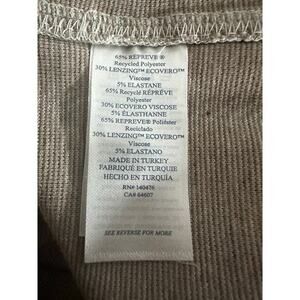 65% REPREVE ®
Recycled Polyester
30% LENZING™ ECOVERO™
Viscose
5% ELASTANE
65% Recyclé RÉPRÉVE
Polyester
30% ECOVERO VISCOSE
5% ÉLASTHANNE
65% REPREVE® Poliéster
Reciclado
30% LENZING™ ECOVERO™
Viscose
5% ELASTANO
MADE IN TURKEY
FABRIQUÉ EN TURQUIE
HECHO EN TURQUÍA
RN# 140476
CA# 64607
SEE REVERSE FOR MORE